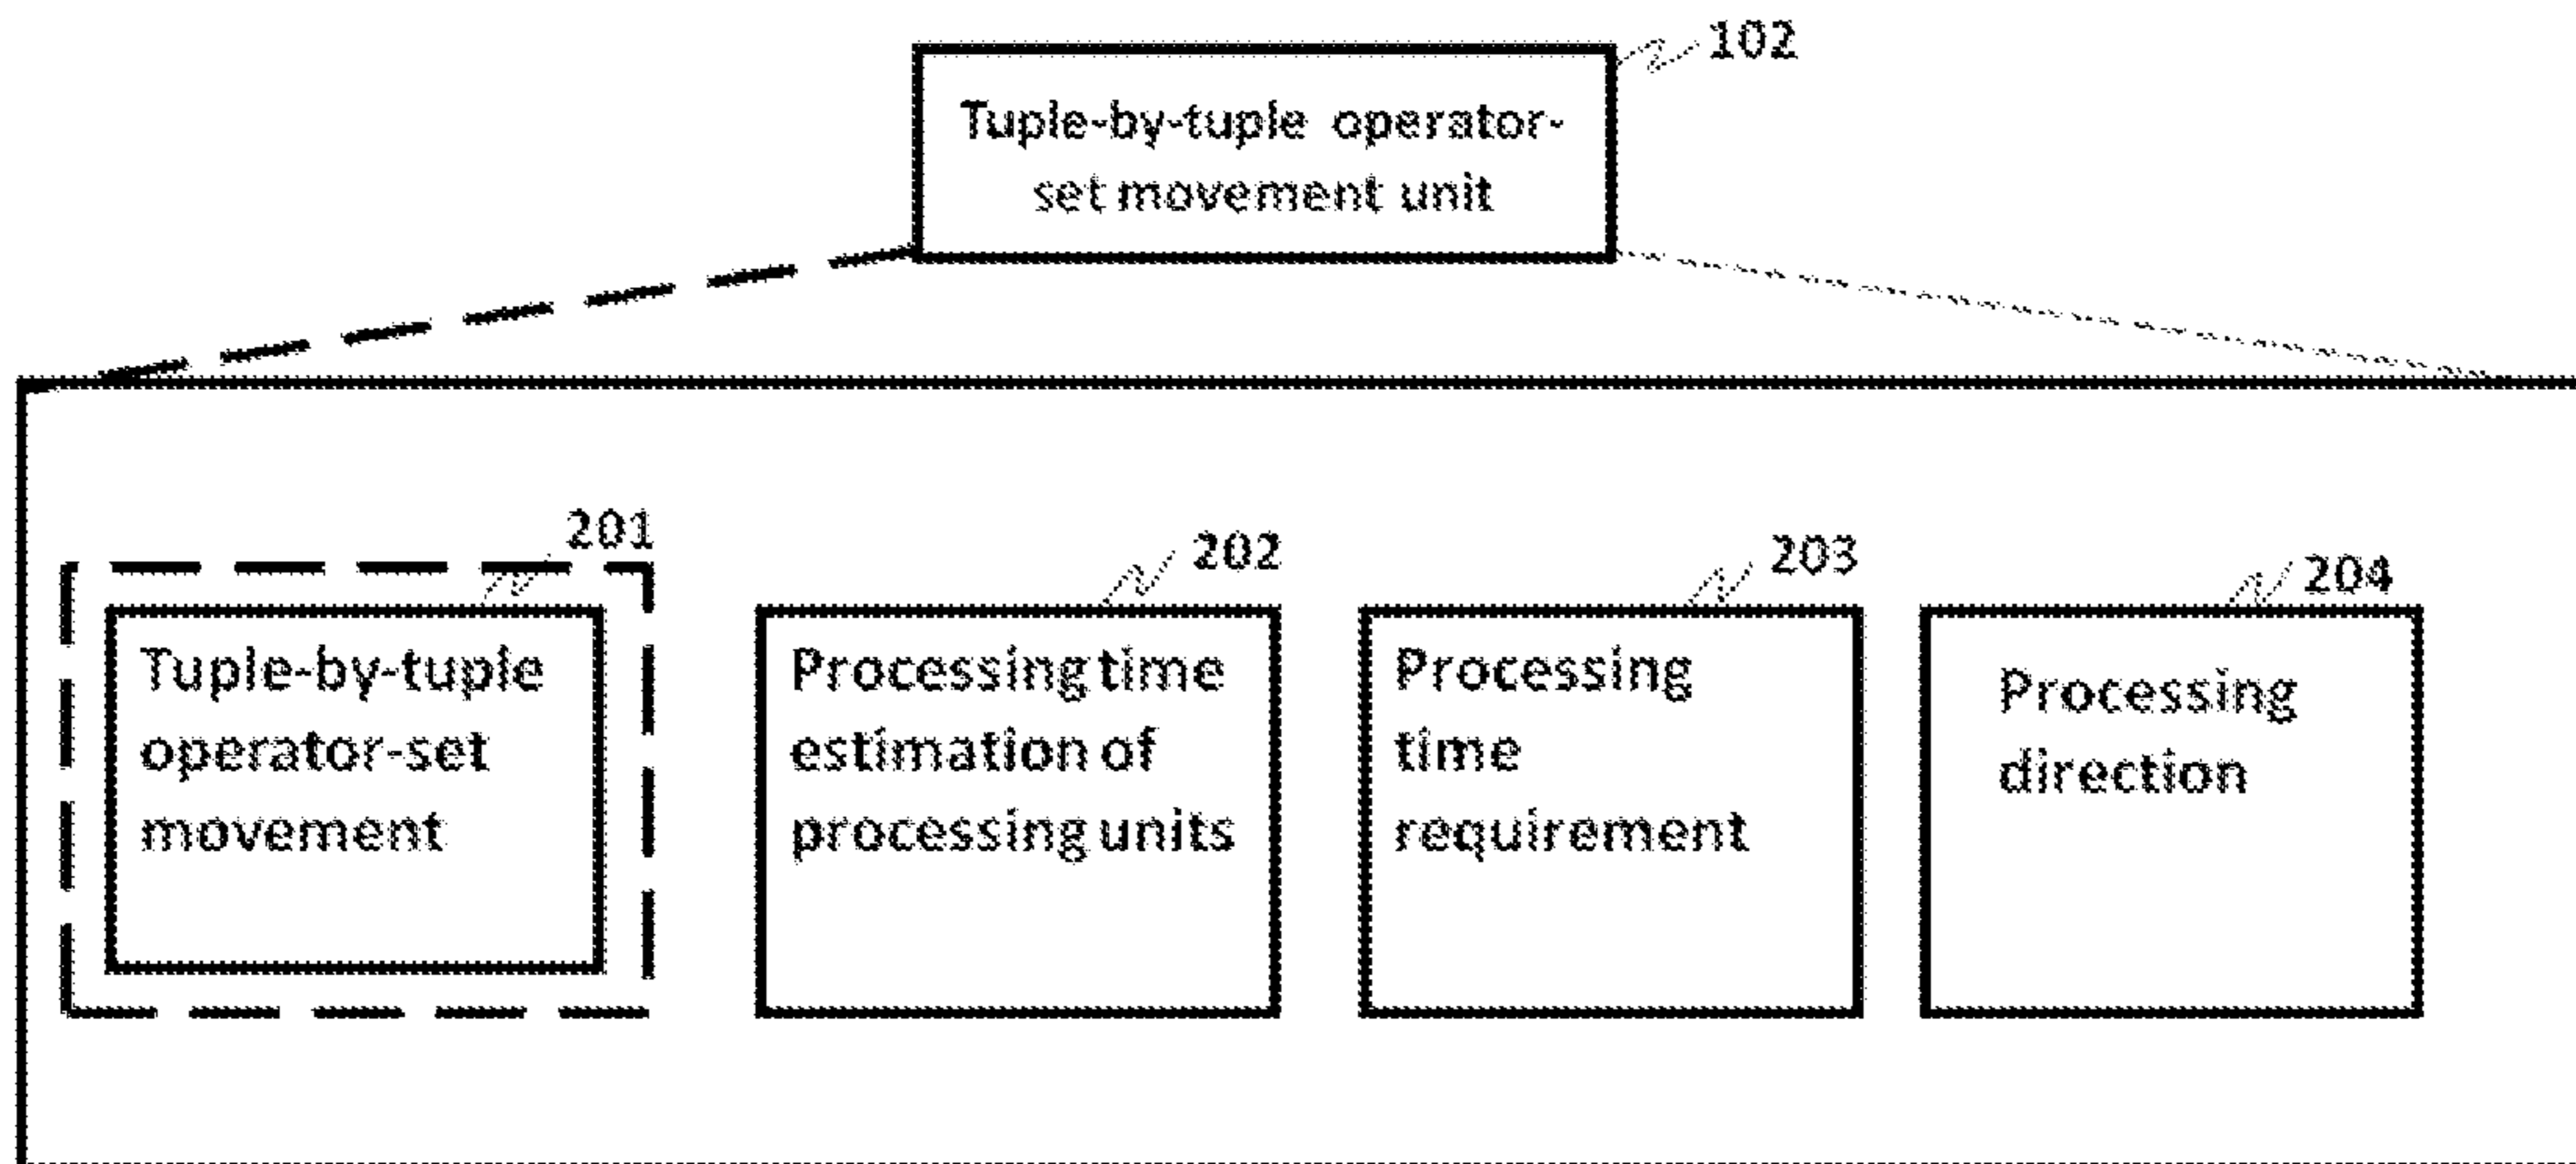 102
Tuple-by-tuple operator-
set movement unit
201
Tuple-by-tuple
operator-set
movement
202
Processing time
estimation of
processing units
203
Processing
time
requirement
204
Processing
direction